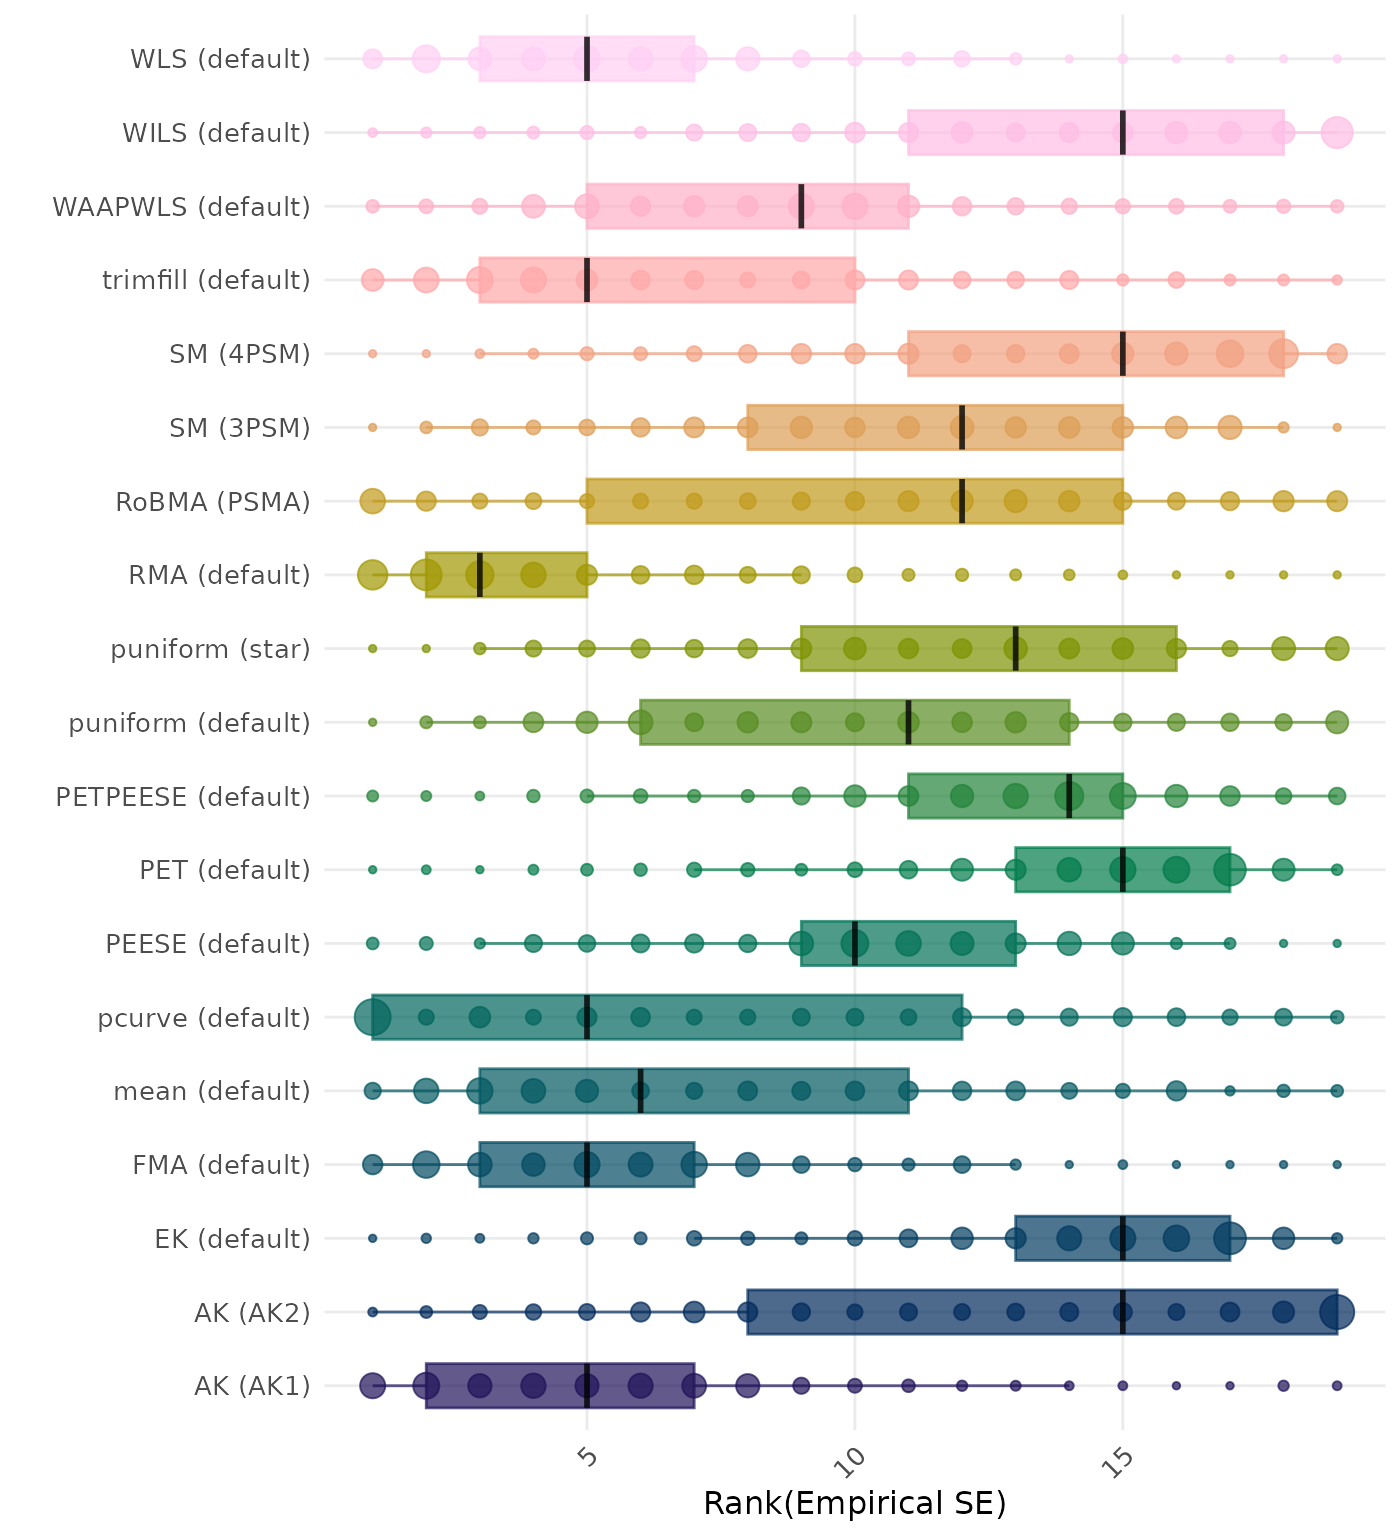 WLS (default)
WILS (default)
WAAPWLS (default)
trimfill (default)
SM (4PSM)
SM (3PSM)
RoBMA (PSMA)
RMA (default)
puniform (star)
puniform (default)
PETPEESE (default)
PET (default)
PEESE (default)
pcurve (default)
mean (default)
FMA (default)
EK (default)
AK (AK2)
AK (AK1)
5 10 15
Rank(Empirical SE)